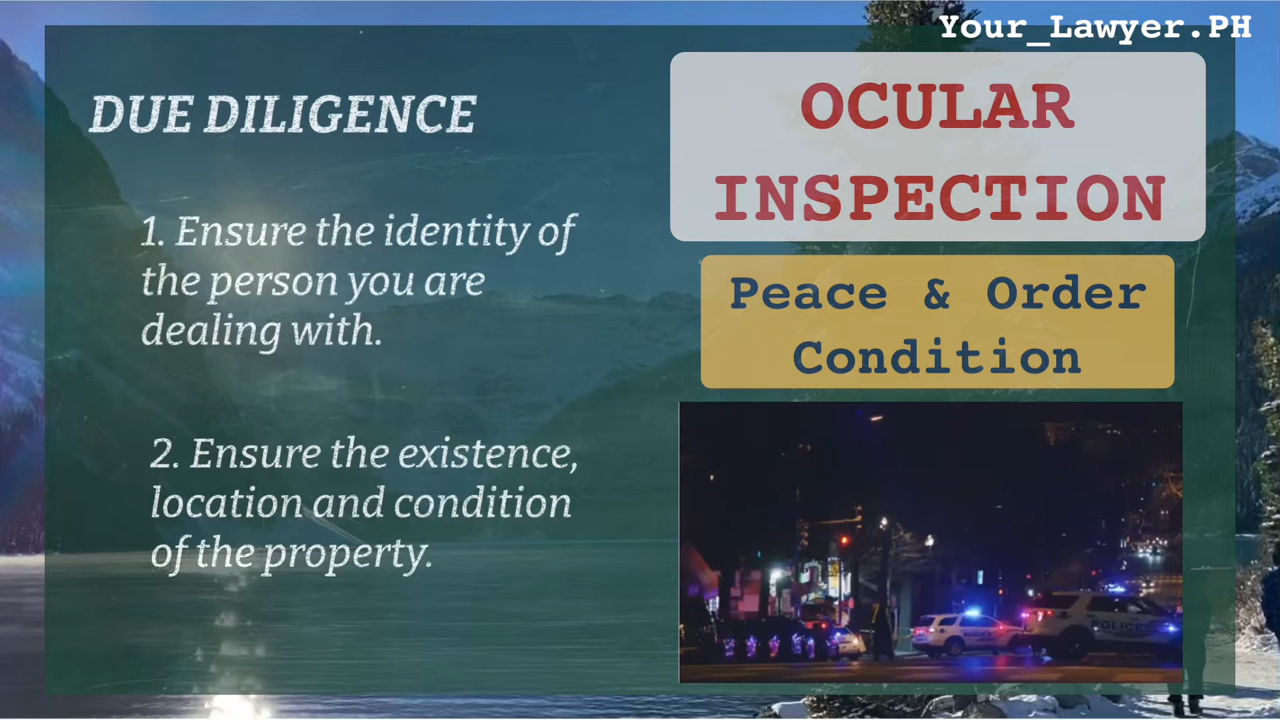 Your_Lawyer.PH
DUE DILIGENCE
1. Ensure the identity of
the person you are
dealing with.
2. Ensure the existence,
location and condition
of the property.
OCULAR
INSPECTION
Peace & Order
Condition
POLICE